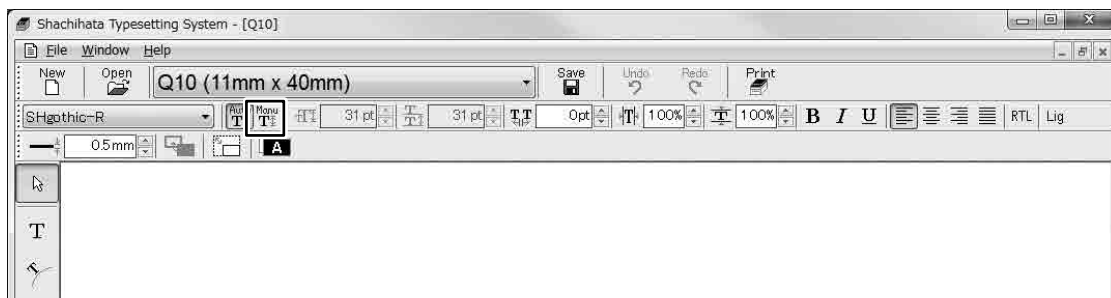 Shachihata Typesetting System - [Q10]
File Window Help
New Open Q10 (11mm x 40mm) Save Undo Redo Print
SHgothic-R Auto T Manu T 31 pt 31 pt T.T 0pt T 100% T 100% B I U RTL Lig
0.5mm A
T